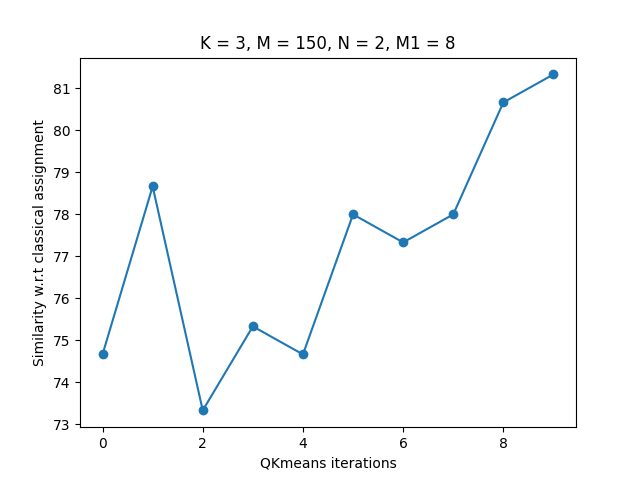 K = 3, M = 150, N = 2, M1 = 8
Similarity w.r.t classical assignment
81
80
79
78
77
76
75
74
73
0 2 4 6 8
QKmeans iterations